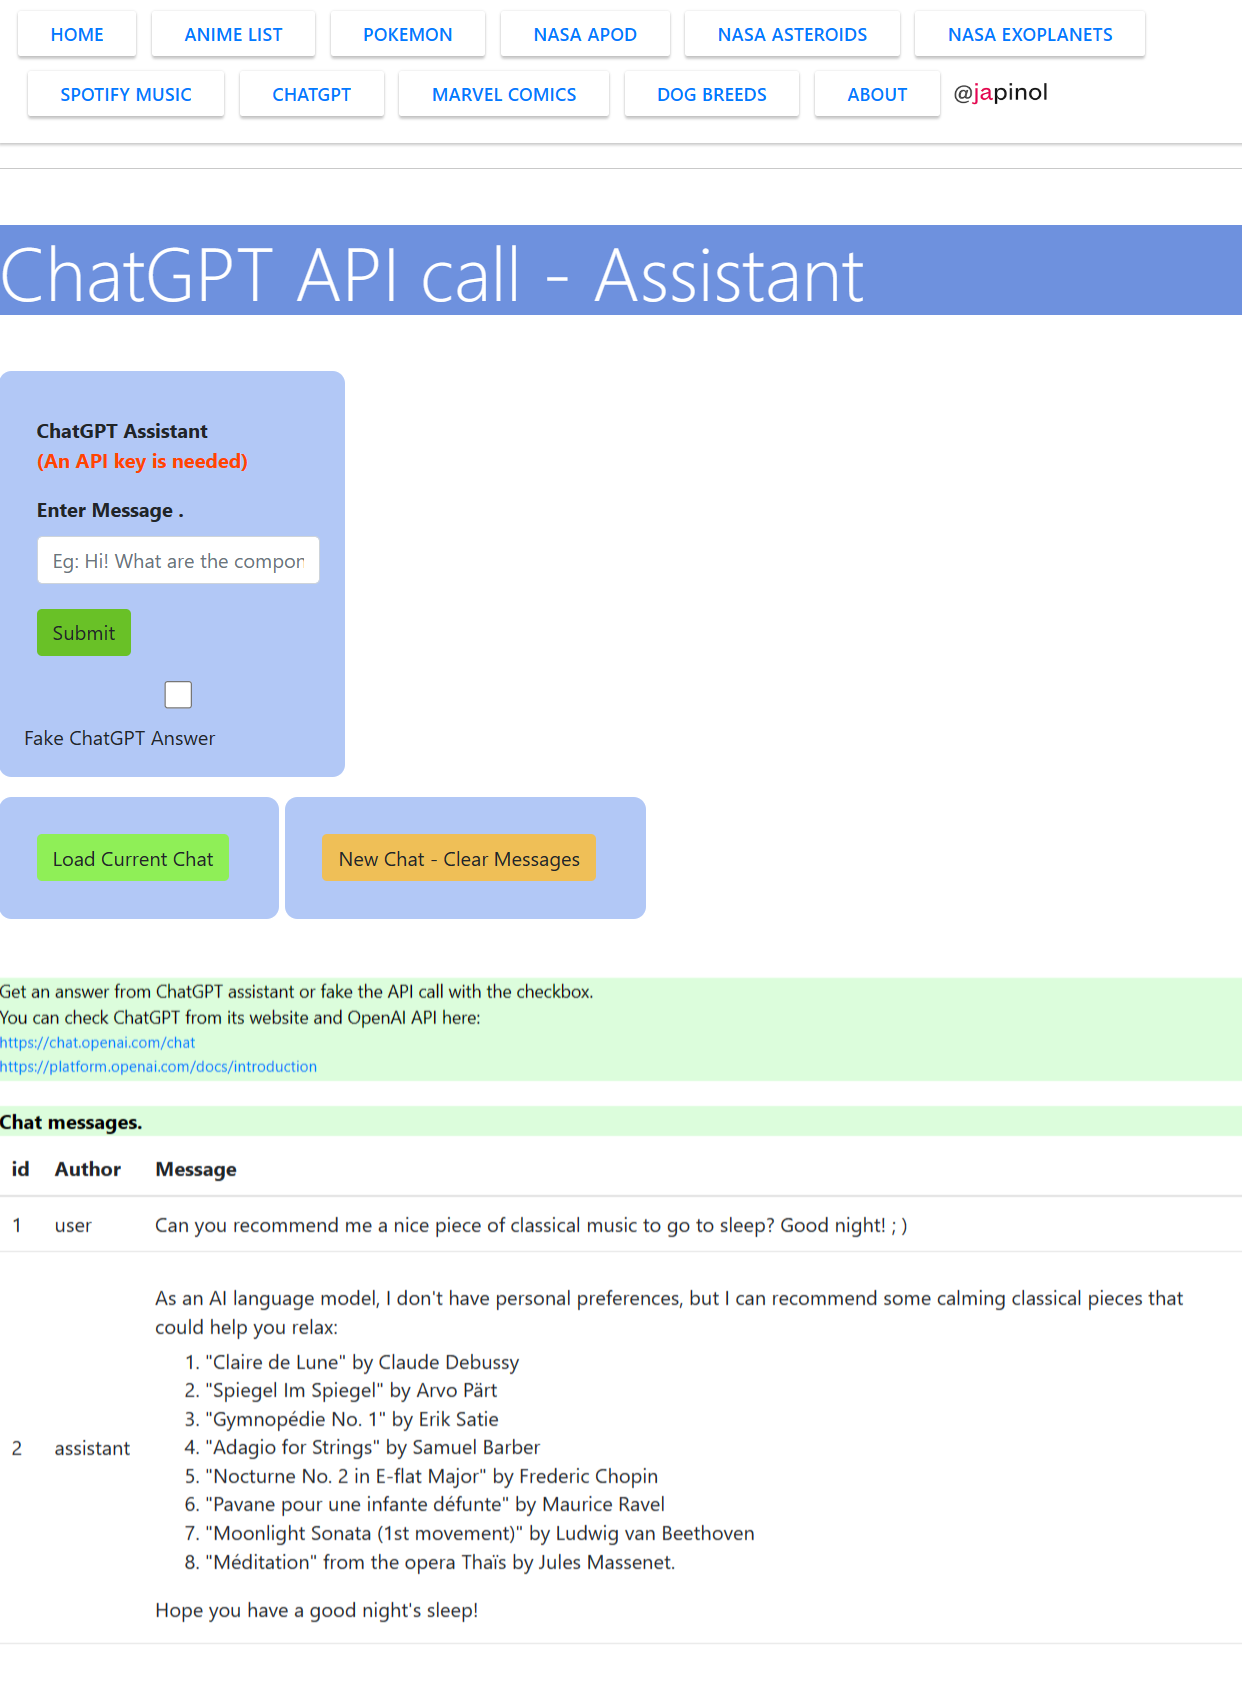 HOME ANIME LIST POKEMON NASA APOD NASA ASTEROIDS NASA EXOPLANETS
SPOTIFY MUSIC CHATGPT MARVEL COMICS DOG BREEDS ABOUT @japinol
ChatGPT API call - Assistant
ChatGPT Assistant
(An API key is needed)
Enter Message .
Eg: Hi! What are the compor
Submit
Fake ChatGPT Answer
Load Current Chat New Chat - Clear Messages
Get an answer from ChatGPT assistant or fake the API call with the checkbox.
You can check ChatGPT from its website and OpenAI API here:
https://chat.openai.com/chat
https://platform.openai.com/docs/introduction
Chat messages.
id Author Message
1 user Can you recommend me a nice piece of classical music to go to sleep? Good night! ; )
2 assistant
As an AI language model, I don't have personal preferences, but I can recommend some calming classical pieces that
could help you relax:
1. "Claire de Lune" by Claude Debussy
2. "Spiegel Im Spiegel" by Arvo Pärt
3. "Gymnopédie No. 1" by Erik Satie
4. "Adagio for Strings" by Samuel Barber
5. "Nocturne No. 2 in E-flat Major" by Frederic Chopin
6. "Pavane pour une infante défunte" by Maurice Ravel
7. "Moonlight Sonata (1st movement)" by Ludwig van Beethoven
8. "Méditation" from the opera Thaïs by Jules Massenet.
Hope you have a good night's sleep!